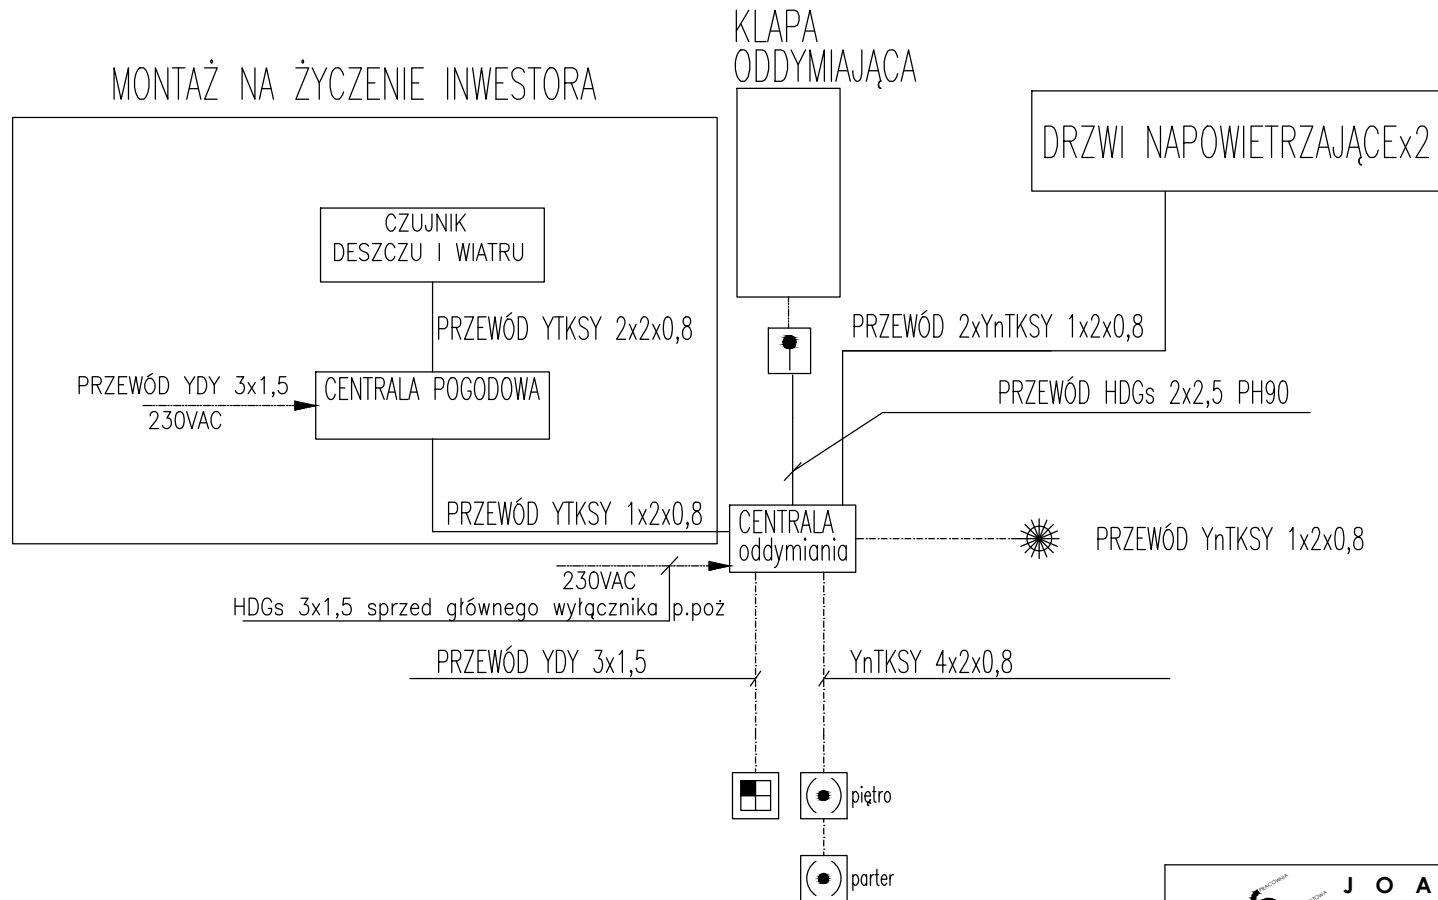 KLAPA
ODDYMIAJĄCA
MONTAŻ NA ŻYCZENIE INWESTORA
DRZWI NAPOWIETRZAJĄCEx2
CZUJNIK
DESZCZU I WIATRU
PRZEWÓD YTKSY 2x2x0,8
PRZEWÓD 2xYnTKSY 1x2x0,8
PRZEWÓD YDY 3x1,5
230VAC
CENTRALA POGODOWA
PRZEWÓD HDGs 2x2,5 PH90
PRZEWÓD YTKSY 1x2x0,8
CENTRALA
oddymiania
PRZEWÓD YnTKSY 1x2x0,8
230VAC
HDGs 3x1,5 sprzed głównego wyłącznika p.poż
PRZEWÓD YDY 3x1,5
YnTKSY 4x2x0,8
piętro
parter
J O A
PRACOWNIA